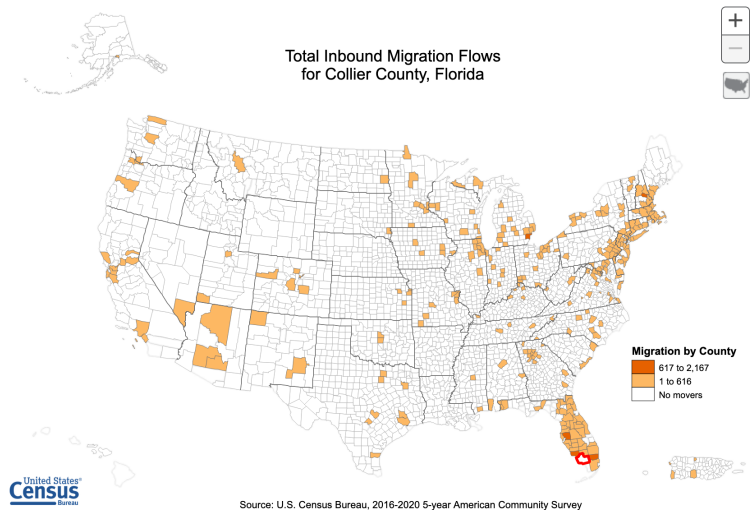 Total Inbound Migration Flows
for Collier County, Florida
+
−
Migration by County
617 to 2,167
1 to 616
No movers
United States®
Census
Bureau
Source: U.S. Census Bureau, 2016-2020 5-year American Community Survey